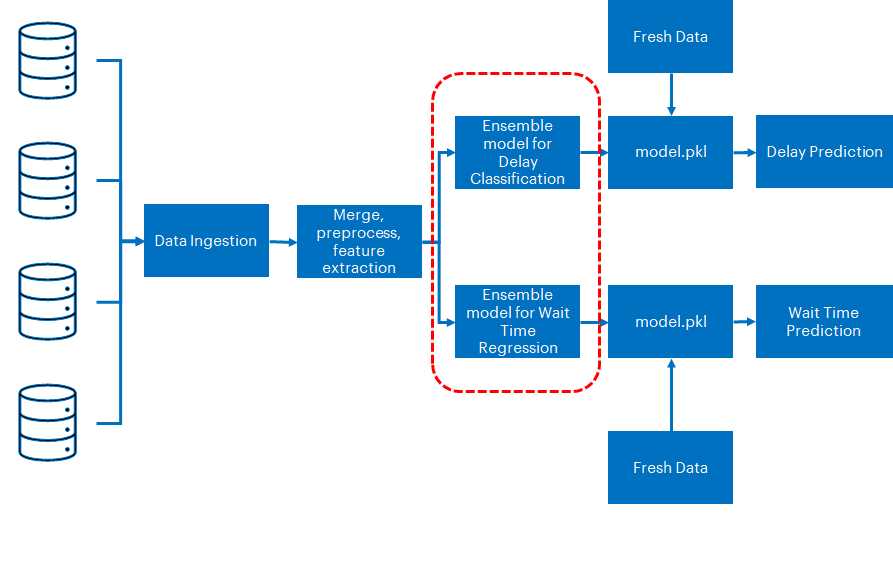 Fresh Data
Ensemble
model for
Delay
Classification
model.pkl
Delay Prediction
Data Ingestion
Merge,
preprocess,
feature
extraction
Ensemble
model for Wait
Time
Regression
model.pkl
Wait Time
Prediction
Fresh Data